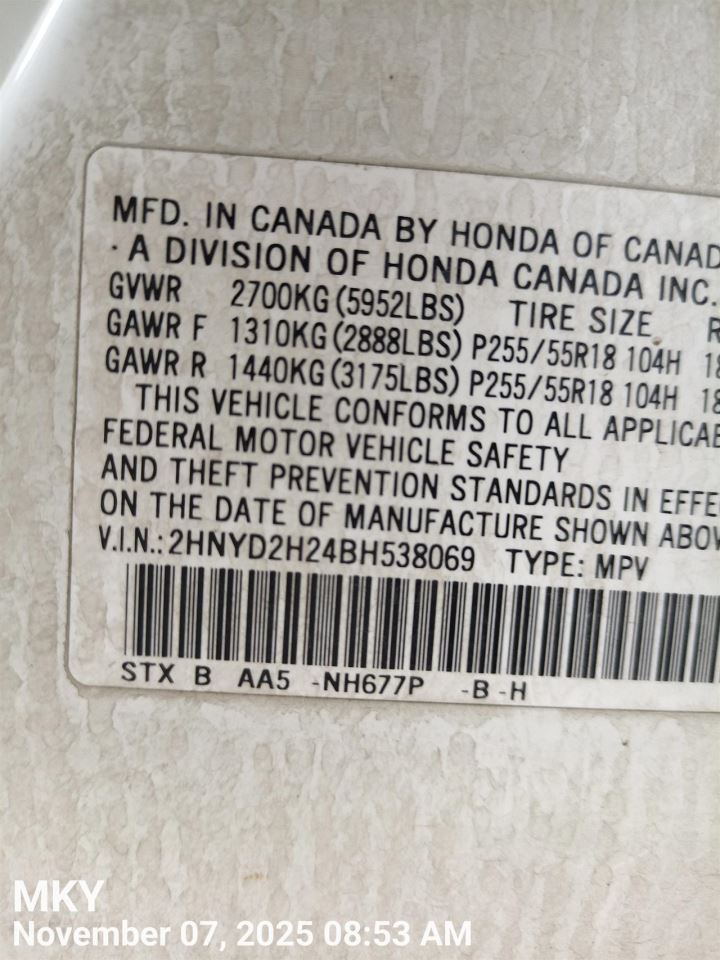 MFD. IN CANADA BY HONDA OF CANAD
· A DIVISION OF HONDA CANADA INC.
GVWR 2700KG (5952LBS) TIRE SIZE R
GAWR F 1310KG (2888LBS) P255/55R18 104H 18
GAWR R 1440KG (3175LBS) P255/55R18 104H 18
THIS VEHICLE CONFORMS TO ALL APPLICAB
FEDERAL MOTOR VEHICLE SAFETY
AND THEFT PREVENTION STANDARDS IN EFFE
ON THE DATE OF MANUFACTURE SHOWN ABOV
V.I.N.: 2HNYD2H24BH538069 TYPE: MPV
STX B AA5 -NH677P -B -H
MKY
November 07, 2025 08:53 AM